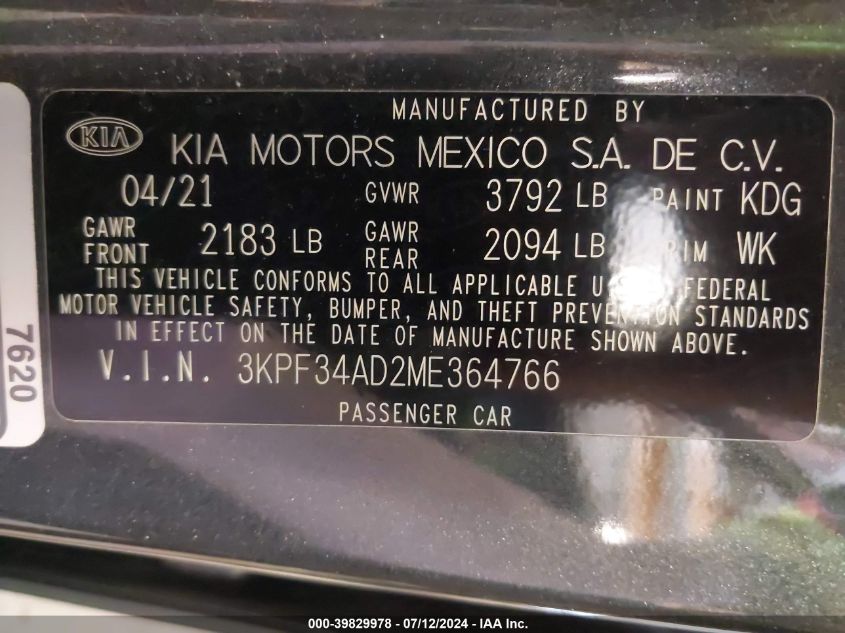 MANUFACTURED BY
KIA KIA MOTORS MEXICO S.A. DE C.V.
04/21 GVWR 3792 LB PAINT KDG
GAWR FRONT 2183 LB GAWR REAR 2094 LB WK
THIS VEHICLE CONFORMS TO ALL APPLICABLE FEDERAL
MOTOR VEHICLE SAFETY, BUMPER, AND THEFT PREVENTION STANDARDS
IN EFFECT ON THE DATE OF MANUFACTURE SHOWN ABOVE.
V.I.N. 3KPF34AD2ME364766
PASSENGER CAR
7620
000-39829978 - 07/12/2024 - IAA Inc.